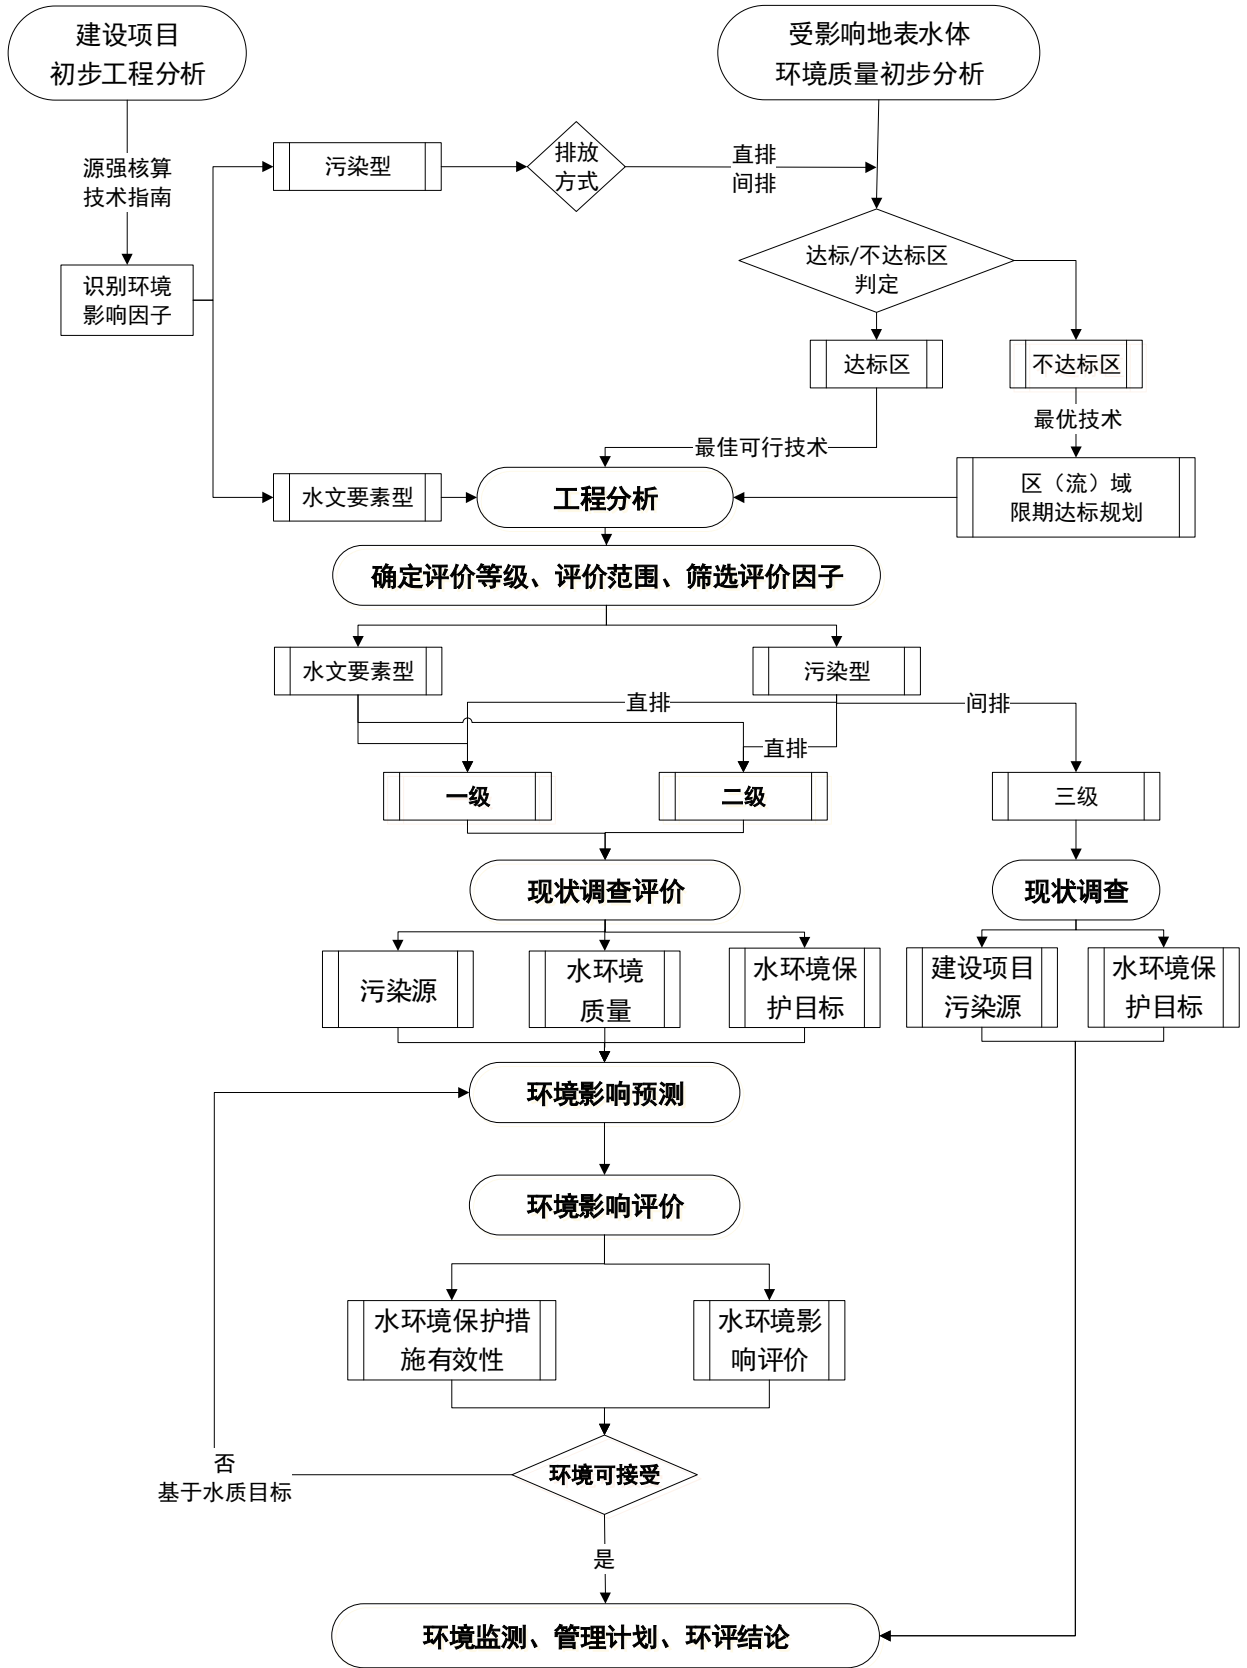 建设项目
初步工程分析
受影响地表水体
环境质量初步分析
源强核算
技术指南
污染型
排放
方式
直排
间排
识别环境
影响因子
达标/不达标区
判定
达标区
不达标区
最佳可行技术
最优技术
水文要素型
工程分析
区（流）域
限期达标规划
确定评价等级、评价范围、筛选评价因子
水文要素型
污染型
直排
间排
直排
一级
二级
三级
现状调查评价
现状调查
污染源
水环境
质量
水环境保
护目标
建设项目
污染源
水环境保
护目标
环境影响预测
环境影响评价
水环境保护措
施有效性
水环境影
响评价
环境可接受
否
基于水质目标
是
环境监测、管理计划、环评结论